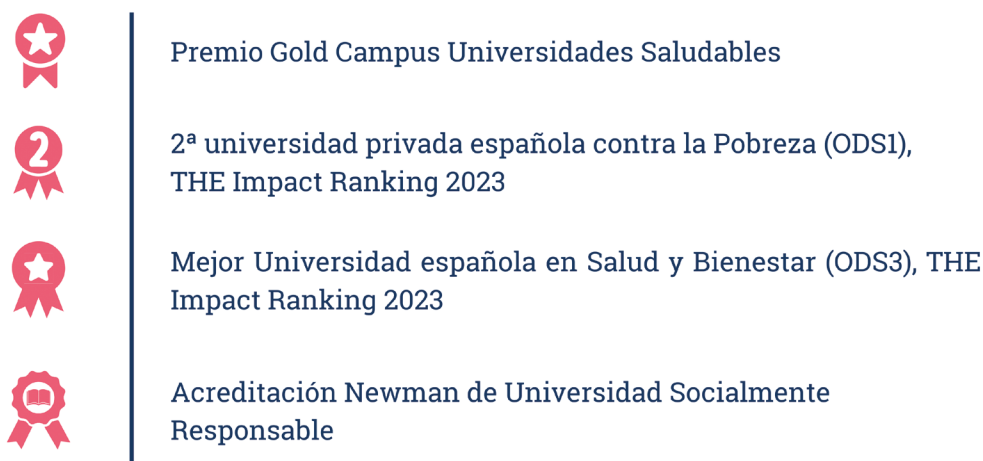 Premio Gold Campus Universidades Saludables
2
2ª universidad privada española contra la Pobreza (ODS1),
THE Impact Ranking 2023
Mejor Universidad española en Salud y Bienestar (ODS3), THE
Impact Ranking 2023
Acreditación Newman de Universidad Socialmente
Responsable